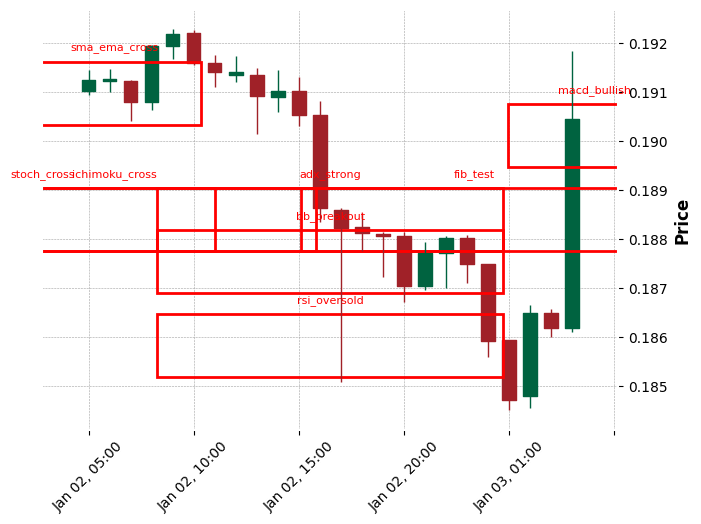 sma_ema_cross
macd_bullish
stoch_cross
ichimoku_cross
fib_test
rsi_oversold
0.192
0.191
0.190
0.189
0.188
0.187
0.186
0.185
Price
Jan 02, 05:00
Jan 02, 10:00
Jan 02, 15:00
Jan 02, 20:00
Jan 03, 01:00